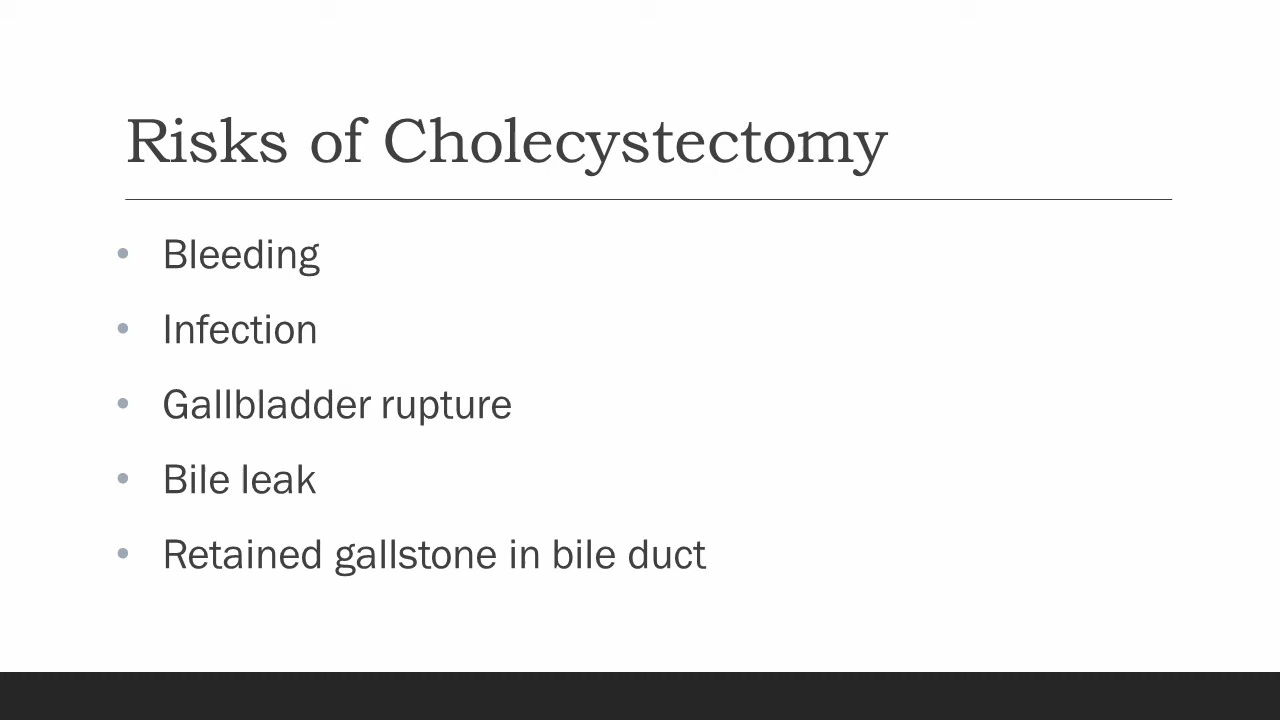 Risks of Cholecystectomy
• Bleeding
• Infection
• Gallbladder rupture
• Bile leak
• Retained gallstone in bile duct